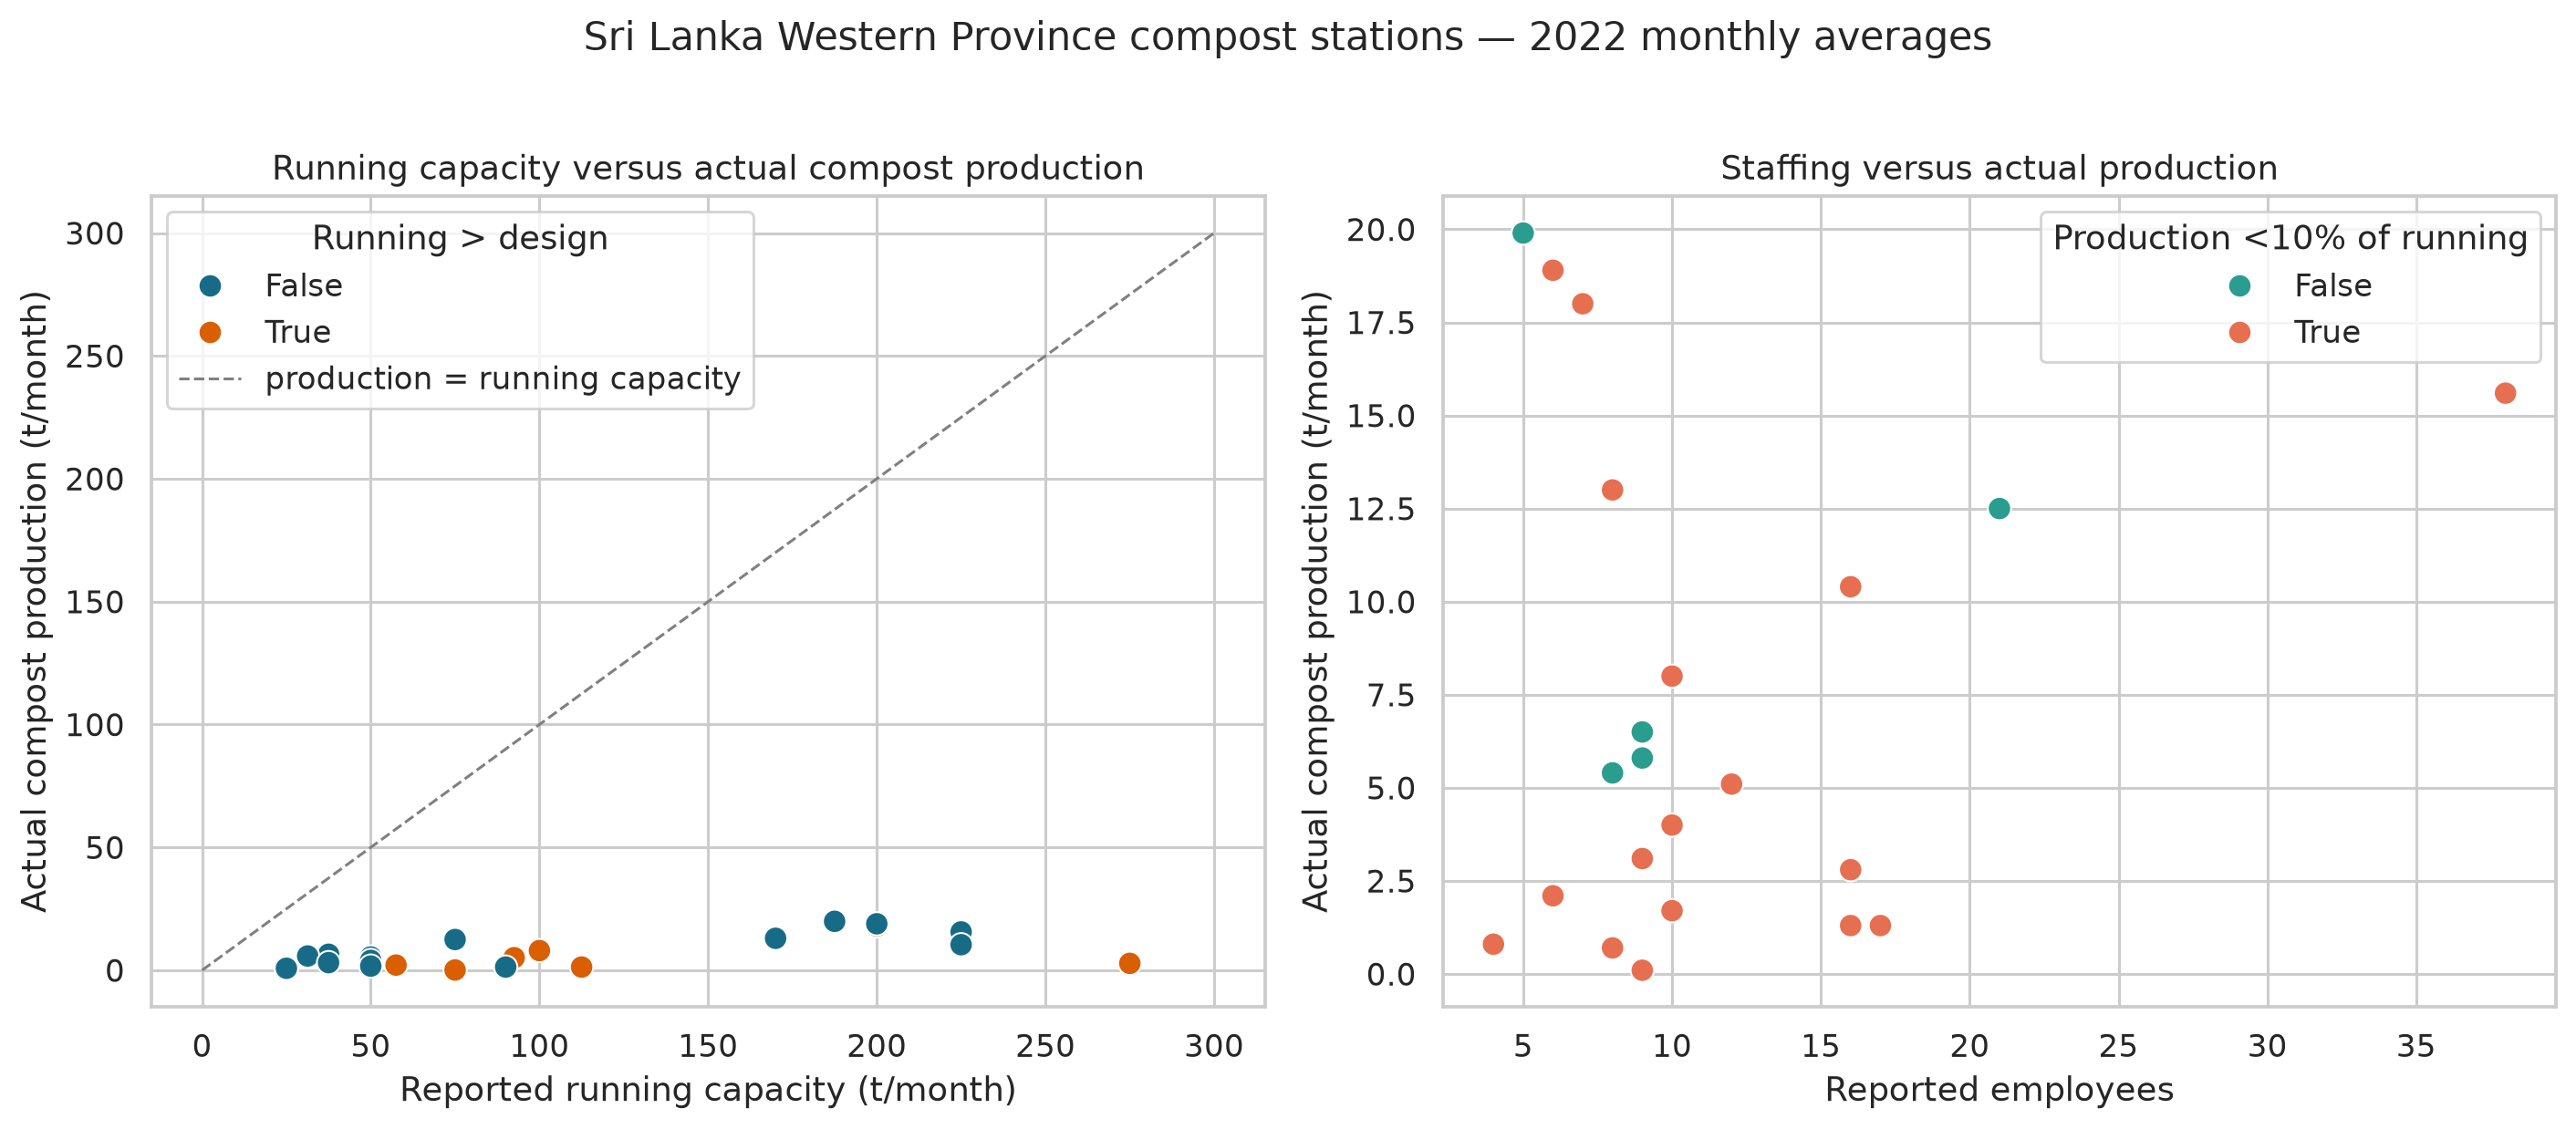 Sri Lanka Western Province compost stations — 2022 monthly averages
Running capacity versus actual compost production
Running > design
False
True
production = running capacity
Actual compost production (t/month)
300
250
200
150
100
50
0
0
50
100
150
200
250
300
Reported running capacity (t/month)
Staffing versus actual production
Production <10% of running
False
True
Actual compost production (t/month)
20.0
17.5
15.0
12.5
10.0
7.5
5.0
2.5
0.0
5
10
15
20
25
30
35
Reported employees